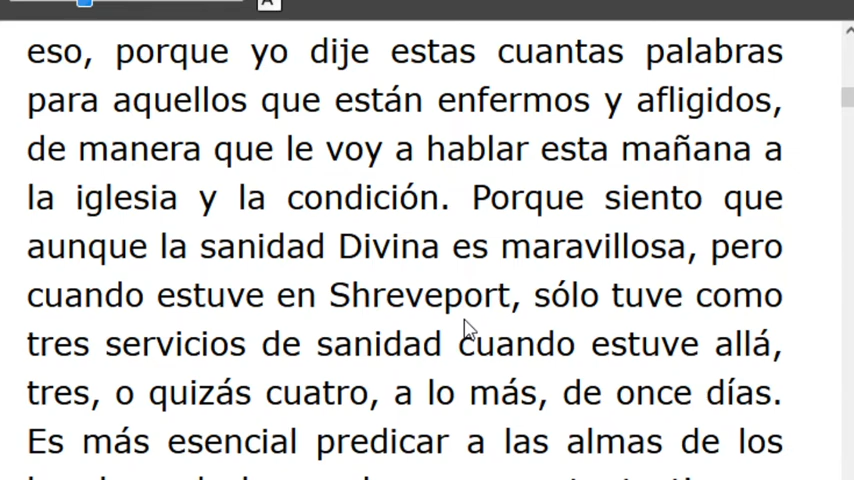 eso, porque yo dije estas cuantas palabras
para aquellos que están enfermos y afligidos,
de manera que le voy a hablar esta mañana a
la iglesia y la condición. Porque siento que
aunque la sanidad Divina es maravillosa, pero
cuando estuve en Shreveport, sólo tuve como
tres servicios de sanidad cuando estuve allá,
tres, o quizás cuatro, a lo más, de once días.
Es más esencial predicar a las almas de los